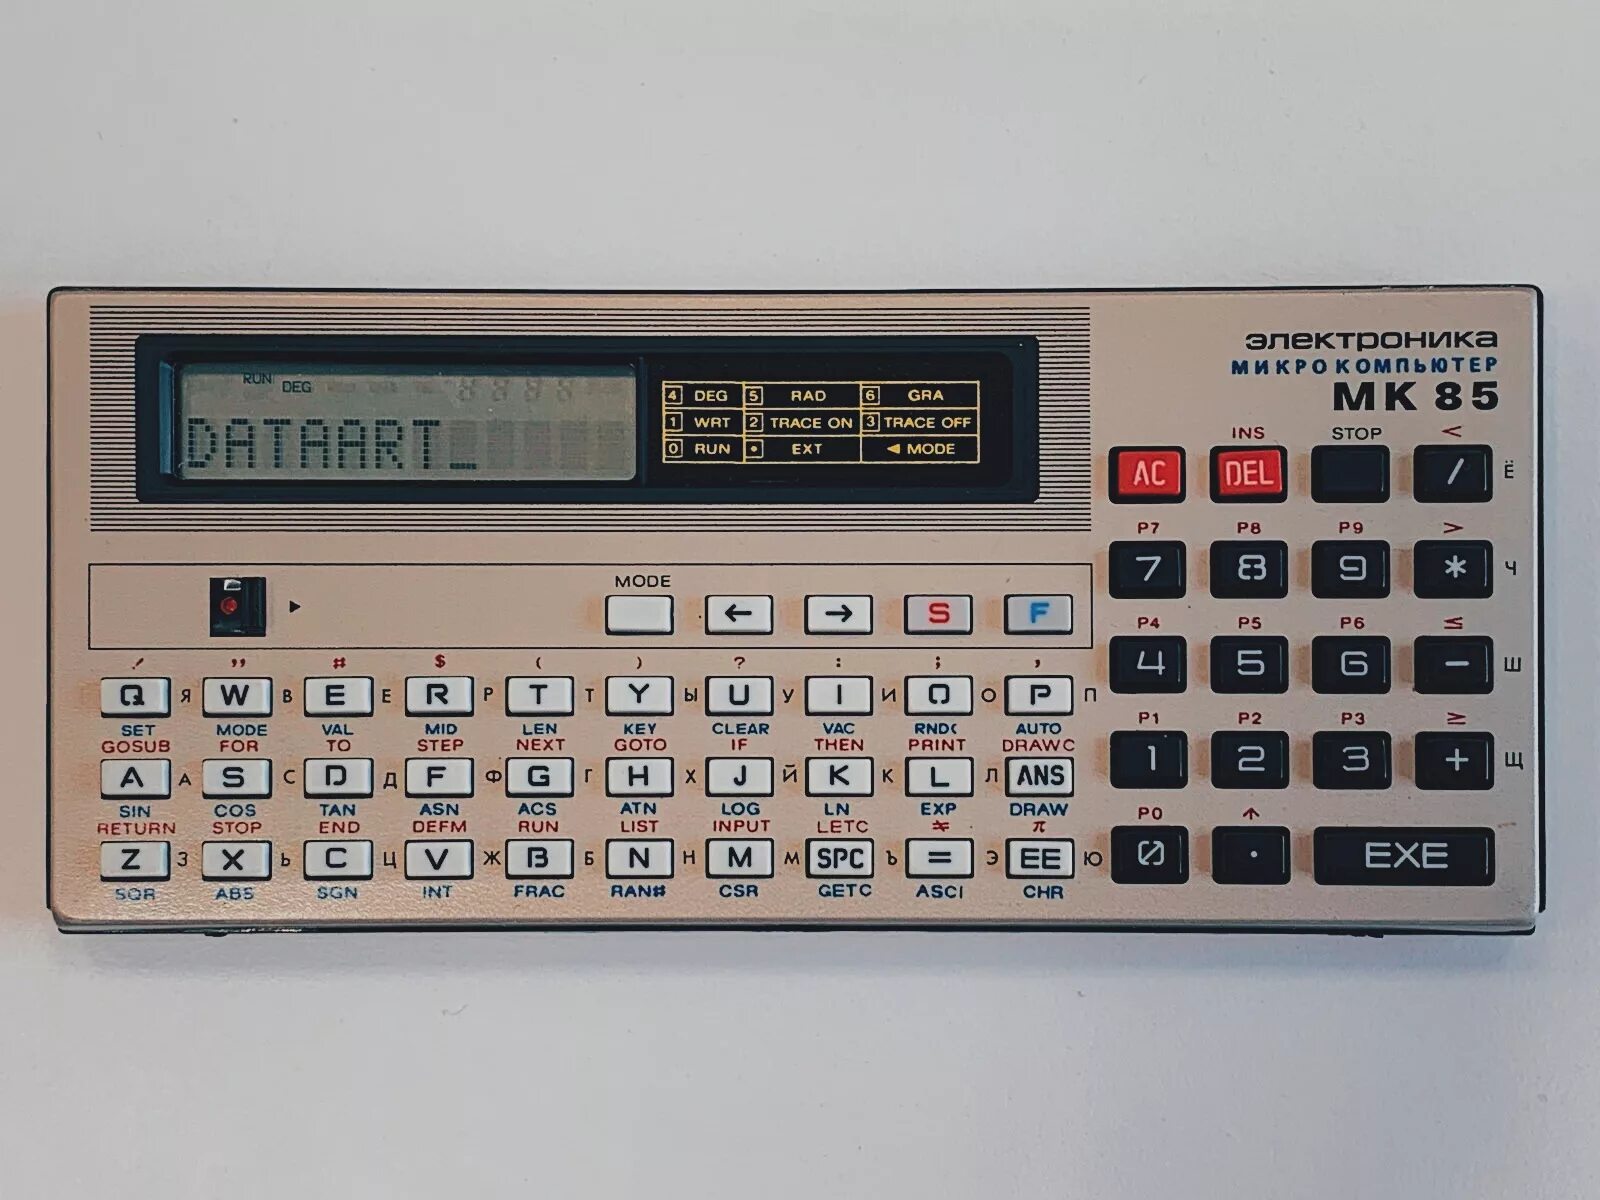 RUN DEG
DATAART_
4 DEG 5 RAD 6 GRA
1 WRT 2 TRACE ON 3 TRACE OFF
0 RUN • EXT ◄ MODE
электроника
МИКРОКОМПЬЮТЕР
МК 85
INS STOP <
AC DEL / Ё
P7 P8 P9 >
7 8 9 * Ч
P4 P5 P6 ≤
4 5 6 − Ш
P1 P2 P3 ≥
1 2 3 + Щ
P0 ↑
0 . EXE
MODE
← → S F
! " # $ ( ) ? : ; ,
Q Я W В E Е R Р T Т Y Ы U У I И O О P П
SET MODE VAL MID LEN KEY CLEAR VAC RND( AUTO
GOSUB FOR TO STEP NEXT GOTO IF THEN PRINT DRAWC
A А S С D Д F Ф G Г H Х J Й K К L Л ANS
SIN COS TAN ASN ACS ATN LOG LN EXP DRAW
RETURN STOP END DEFM RUN LIST INPUT LETC ≠ π
Z З X Ь C Ц V Ж B Б N Н M М SPC Ъ = Э EE Ю
SQR ABS SGN INT FRAC RAN# CSR GETC ASCI CHR